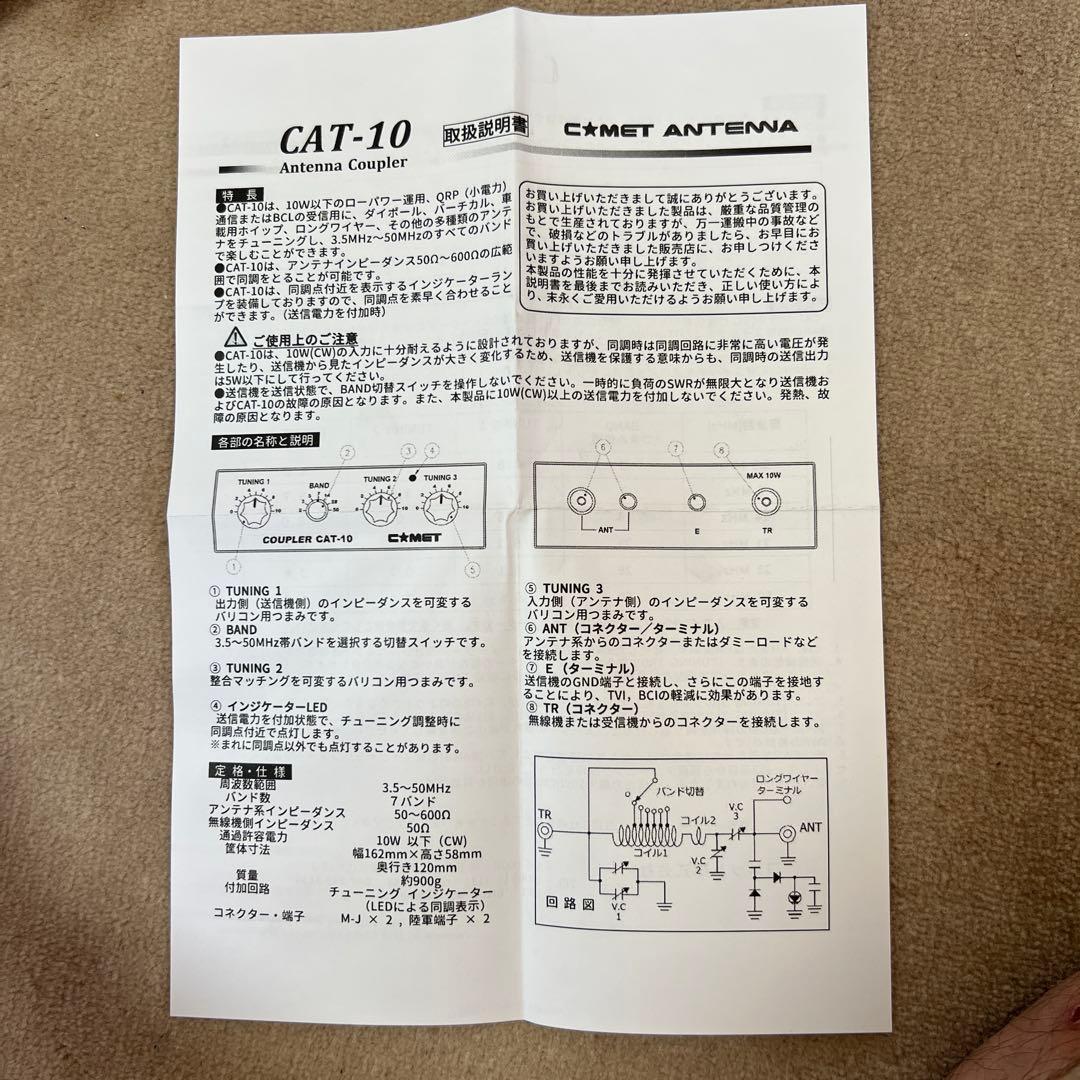 CAT-10
Antenna Coupler
取扱説明書
C★MET ANTENNA
特 長
●CAT-10は、10W以下のローパワー運用、QRP（小電力）
通信またはBCLの受信用に、ダイポール、バーチカル、車
載用ホイップ、ロングワイヤー、その他の多種類のアンテ
ナをチューニングし、3.5MHz～50MHzのすべてのバンド
で楽しむことができます。
●CAT-10は、アンテナインピーダンス50Ω～600Ωの広範
囲で同調をとることが可能です。
●CAT-10は、同調点付近を表示するインジケーターラン
プを装備しておりますので、同調点を素早く合わせること
ができます。（送信電力を付加時）
お買い上げいただきまして誠にありがとうございます。
お買い上げいただきました製品は、厳重な品質管理の
もとで生産されておりますが、万一運搬中の事故など
で、破損などのトラブルがありましたら、お早目にお
買い上げいただきました販売店に、お申しつけくださ
いますようお願い申し上げます。
本製品の性能を十分に発揮させていただくために、本
説明書を最後までお読みいただき、正しい使い方によ
り、末永くご愛用いただけるようお願い申し上げます。
ご使用上のご注意
●CAT-10は、10W(CW)の入力に十分耐えるように設計されておりますが、同調時は同調回路に非常に高い電圧が発
生したり、送信機から見たインピーダンスが大きく変化するため、送信機を保護する意味からも、同調時の送信出力
は5W以下にして行ってください。
●送信機を送信状態で、BAND切替スイッチを操作しないでください。一時的に負荷のSWRが無限大となり送信機お
よびCAT-10の故障の原因となります。また、本製品に10W(CW)以上の送信電力を付加しないでください。発熱、故
障の原因となります。
各部の名称と説明
② ③ ④
TUNING 1 BAND TUNING 2 TUNING 3
0 2 4 6 8 10
3.5 7 14 21 28 50
0 2 4 6 8 10
0 2 4 6 8 10
COUPLER CAT-10 C★MET
① ⑤
⑥ ⑦ ⑧
MAX 10W
ANT E TR
① TUNING 1
出力側（送信機側）のインピーダンスを可変する
バリコン用つまみです。
② BAND
3.5～50MHz帯バンドを選択する切替スイッチです。
③ TUNING 2
整合マッチングを可変するバリコン用つまみです。
④ インジケーターLED
送信電力を付加状態で、チューニング調整時に
同調点付近で点灯します。
※まれに同調点以外でも点灯することがあります。
⑤ TUNING 3
入力側（アンテナ側）のインピーダンスを可変する
バリコン用つまみです。
⑥ ANT（コネクター／ターミナル）
アンテナ系からのコネクターまたはダミーロードなど
を接続します。
⑦ E（ターミナル）
送信機のGND端子と接続し、さらにこの端子を接地す
ることにより、TVI、BCIの軽減に効果があります。
⑧ TR（コネクター）
無線機または受信機からのコネクターを接続します。
定 格・仕 様
周波数範囲 3.5～50MHz
バンド数 7バンド
アンテナ系インピーダンス 50～600Ω
無線機側インピーダンス 50Ω
通過許容電力 10W 以下（CW）
筐体寸法 幅162mm×高さ58mm
奥行き120mm
質量 約900g
付加回路 チューニング インジケーター
（LEDによる同調表示）
コネクター・端子 M-J × 2 , 陸軍端子 × 2
ロングワイヤー
ターミナル
バンド切替
TR
コイル2
V.C
3
ANT
コイル1
V.C
2
V.C
1
回 路 図